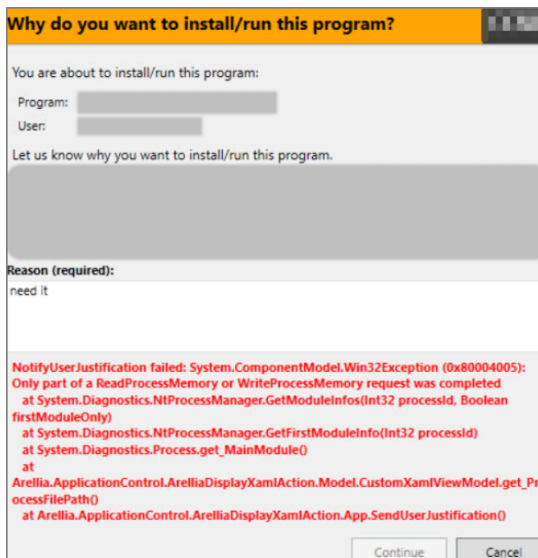 Why do you want to install/run this program?
You are about to install/run this program:
Program:
User:
Let us know why you want to install/run this program.
Reason (required):
need it
NotifyUserJustification failed: System.ComponentModel.Win32Exception (0x80004005):
Only part of a ReadProcessMemory or WriteProcessMemory request was completed
at System.Diagnostics.NtProcessManager.GetModuleInfos(Int32 processId, Boolean
firstModuleOnly)
at System.Diagnostics.NtProcessManager.GetFirstModuleInfo(Int32 processId)
at System.Diagnostics.Process.get_MainModule()
at
Arellia.ApplicationControl.ArelliaDisplayXamlAction.Model.CustomXamlViewModel.get_Pr
ocessFilePath()
at Arellia.ApplicationControl.ArelliaDisplayXamlAction.App.SendUserJustification()
Continue
Cancel